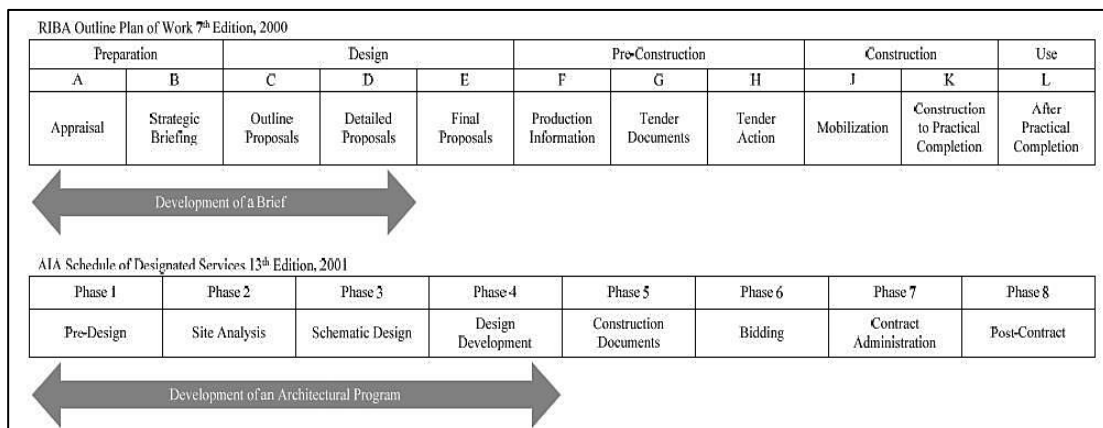 RIBA Outline Plan of Work 7th Edition, 2000
Preparation Design Pre-Construction Construction Use
A B C D E F G H J K L
Appraisal
Strategic
Briefing
Outline
Proposals
Detailed
Proposals
Final
Proposals
Production
Information
Tender
Documents
Tender
Action
Mobilization
Construction
to Practical
Completion
After
Practical
Completion
Development of a Brief
AIA Schedule of Designated Services 13th Edition, 2001
Phase 1 Phase 2 Phase 3 Phase 4 Phase 5 Phase 6 Phase 7 Phase 8
Pre-Design
Site Analysis
Schematic Design
Design
Development
Construction
Documents
Bidding
Contract
Administration
Post-Contract
Development of an Architectural Program